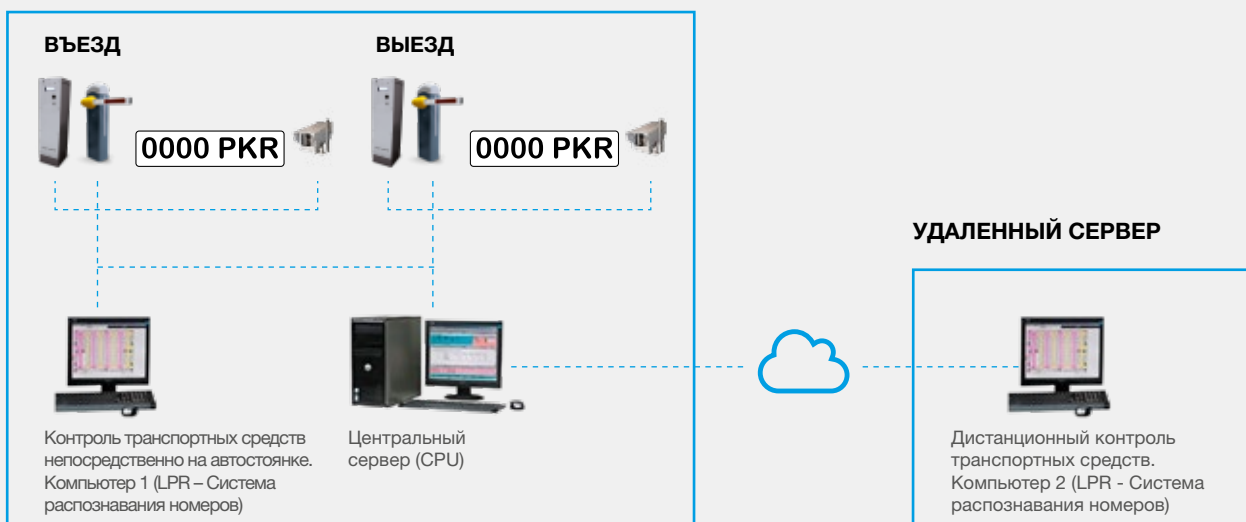 ВЪЕЗД
ВЫЕЗД
0000 PKR
0000 PKR
УДАЛЕННЫЙ СЕРВЕР
Контроль транспортных средств
непосредственно на автостоянке.
Компьютер 1 (LPR – Система
распознавания номеров)
Центральный
сервер (CPU)
Дистанционный контроль
транспортных средств.
Компьютер 2 (LPR - Система
распознавания номеров)